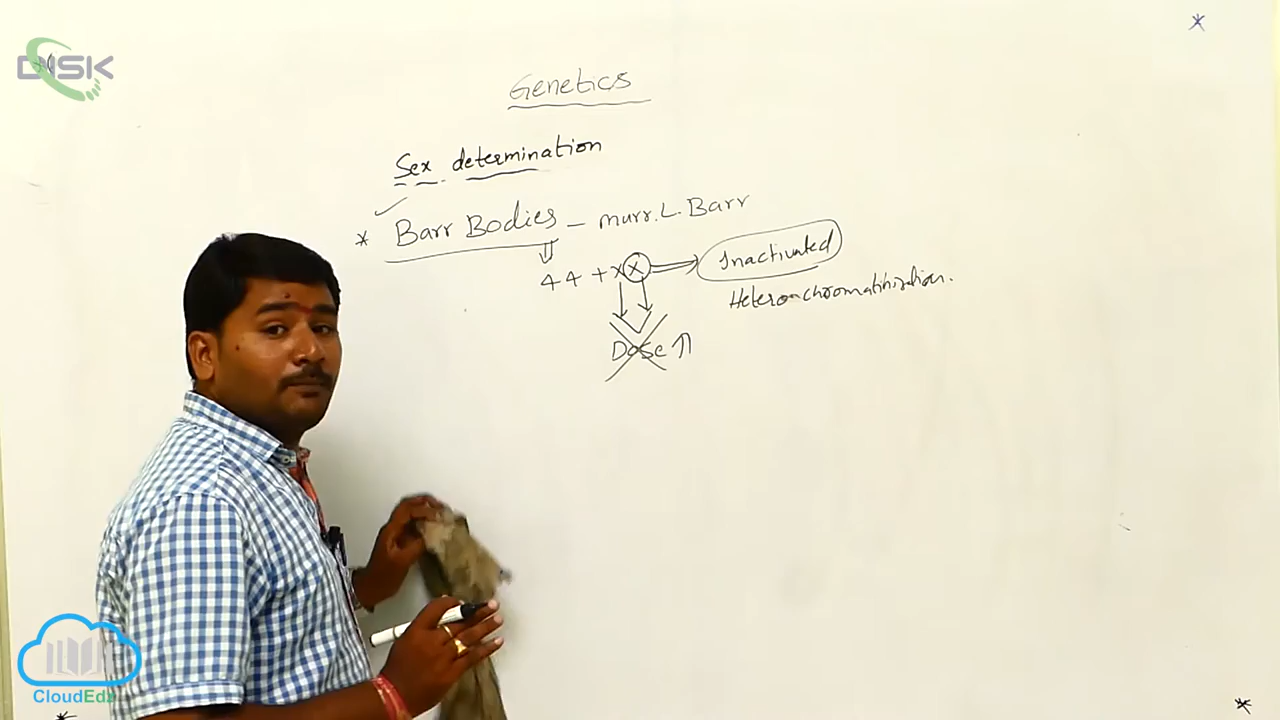 DISK
Genetics
Sex determination
* Barr Bodies - murr. L. Barr
44 + xx ⇒ Inactivated
Heterochromatinization.
Dose ⇑
CloudEdz